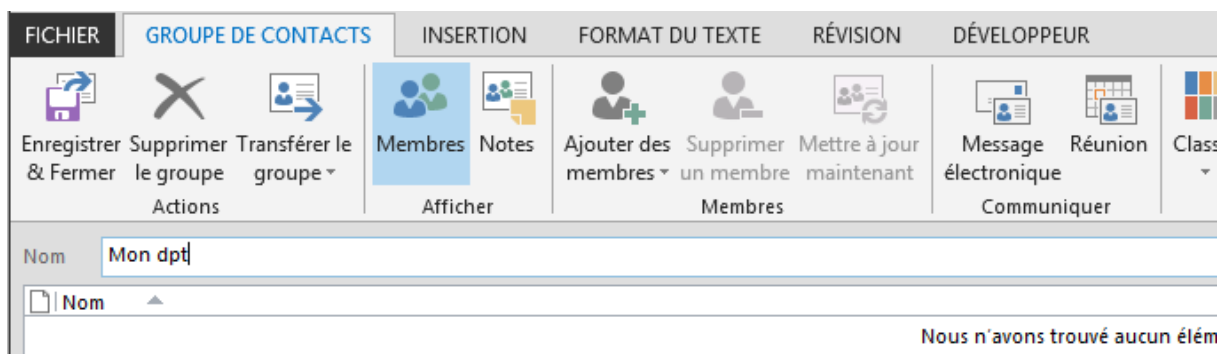 FICHIER GROUPE DE CONTACTS INSERTION FORMAT DU TEXTE RÉVISION DÉVELOPPEUR
Enregistrer Supprimer Transférer le Membres Notes Ajouter des Supprimer Mettre à jour Message Réunion Class
& Fermer le groupe groupe membres un membre maintenant électronique
Actions Afficher Membres Communiquer
Nom Mon dpt
Nom
Nous n'avons trouvé aucun élém